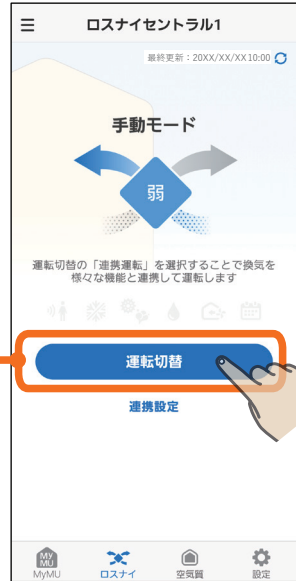 ロスナイセントラル1
最終更新：20XX/XX/XX10:00
手動モード
弱
運転切替の「連携運転」を選択することで換気を
様々な機能と連携して運転します
運転切替
連携設定
MY
MU
MyMU
ロスナイ
空気質
設定